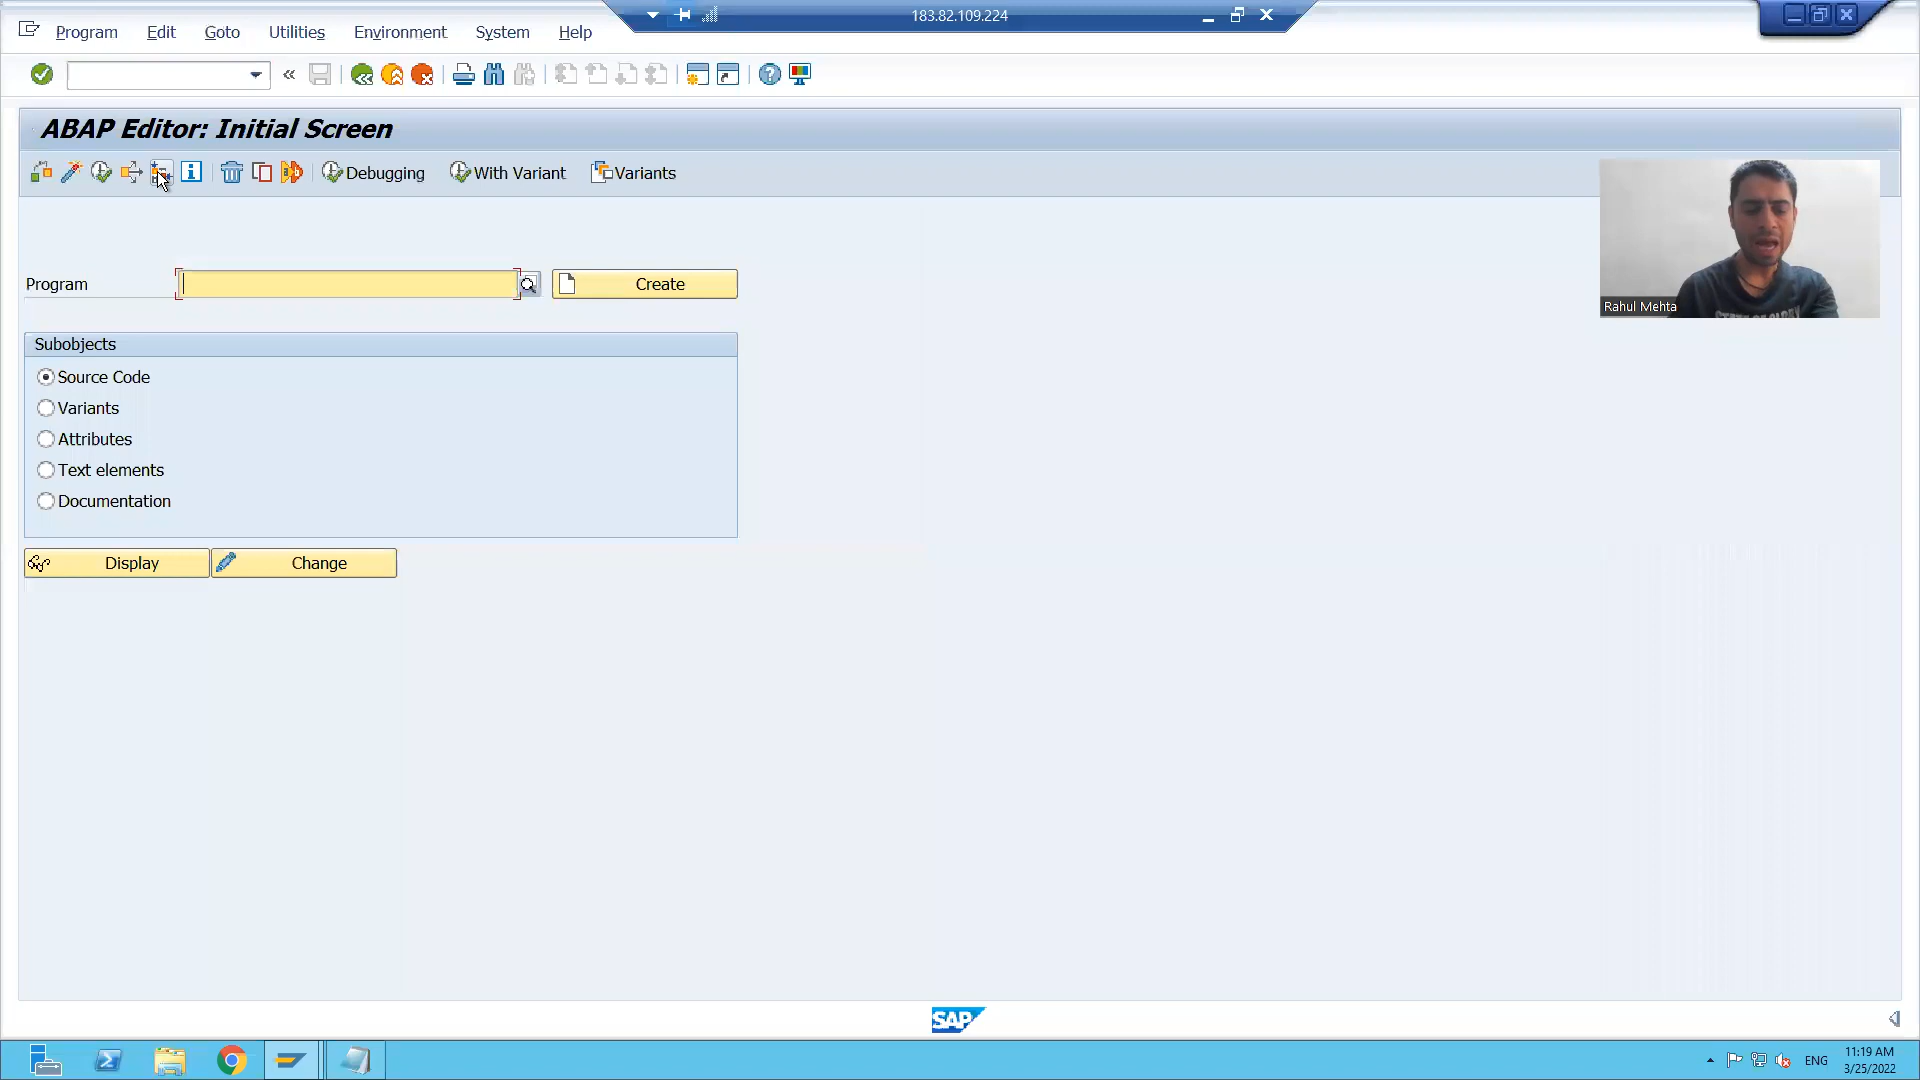 183.82.109.224
Program Edit Goto Utilities Environment System Help
ABAP Editor: Initial Screen
Debugging With Variant Variants
Program Create
Rahul Mehta
Subobjects
Source Code
Variants
Attributes
Text elements
Documentation
Display Change
SAP
ENG 11:19 AM
3/25/2022